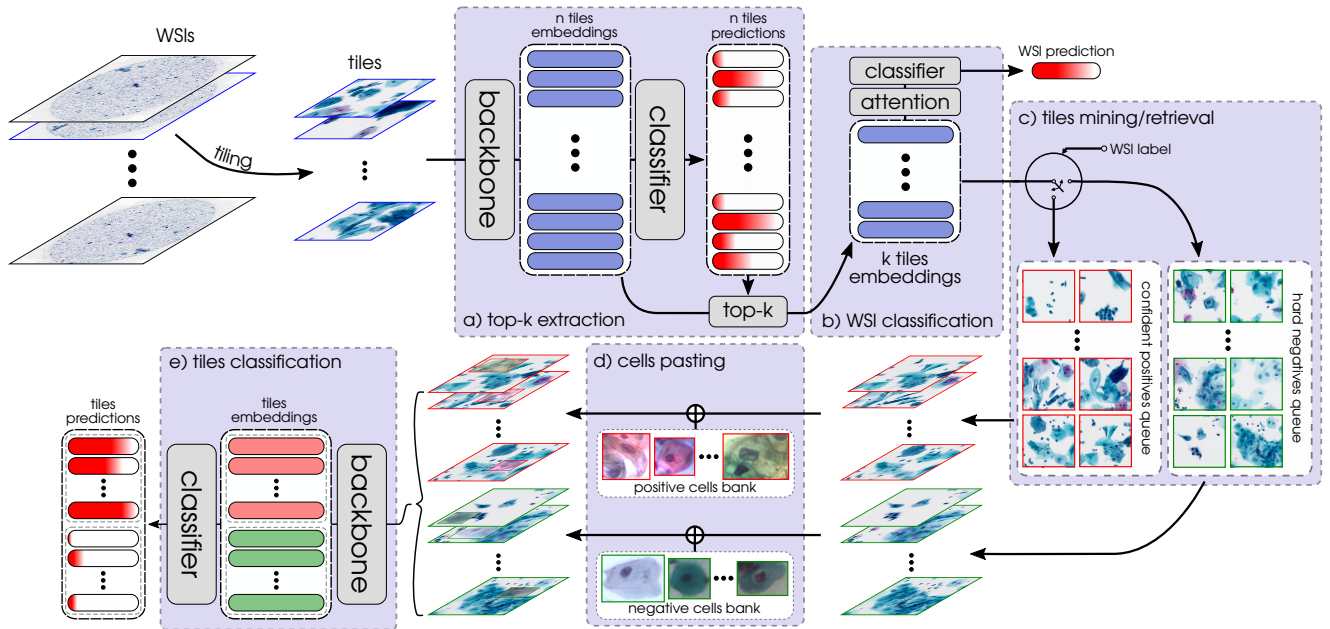 WSIs
tiling
tiles
backbone
n tiles
embeddings
classifier
n tiles
predictions
top-k
a) top-k extraction
classifier
attention
WSI prediction
k tiles
embeddings
b) WSI classification
c) tiles mining/retrieval
WSI label
confident positives queue
hard negatives queue
d) cells pasting
positive cells bank
negative cells bank
e) tiles classification
tiles
predictions
classifier
tiles
embeddings
backbone